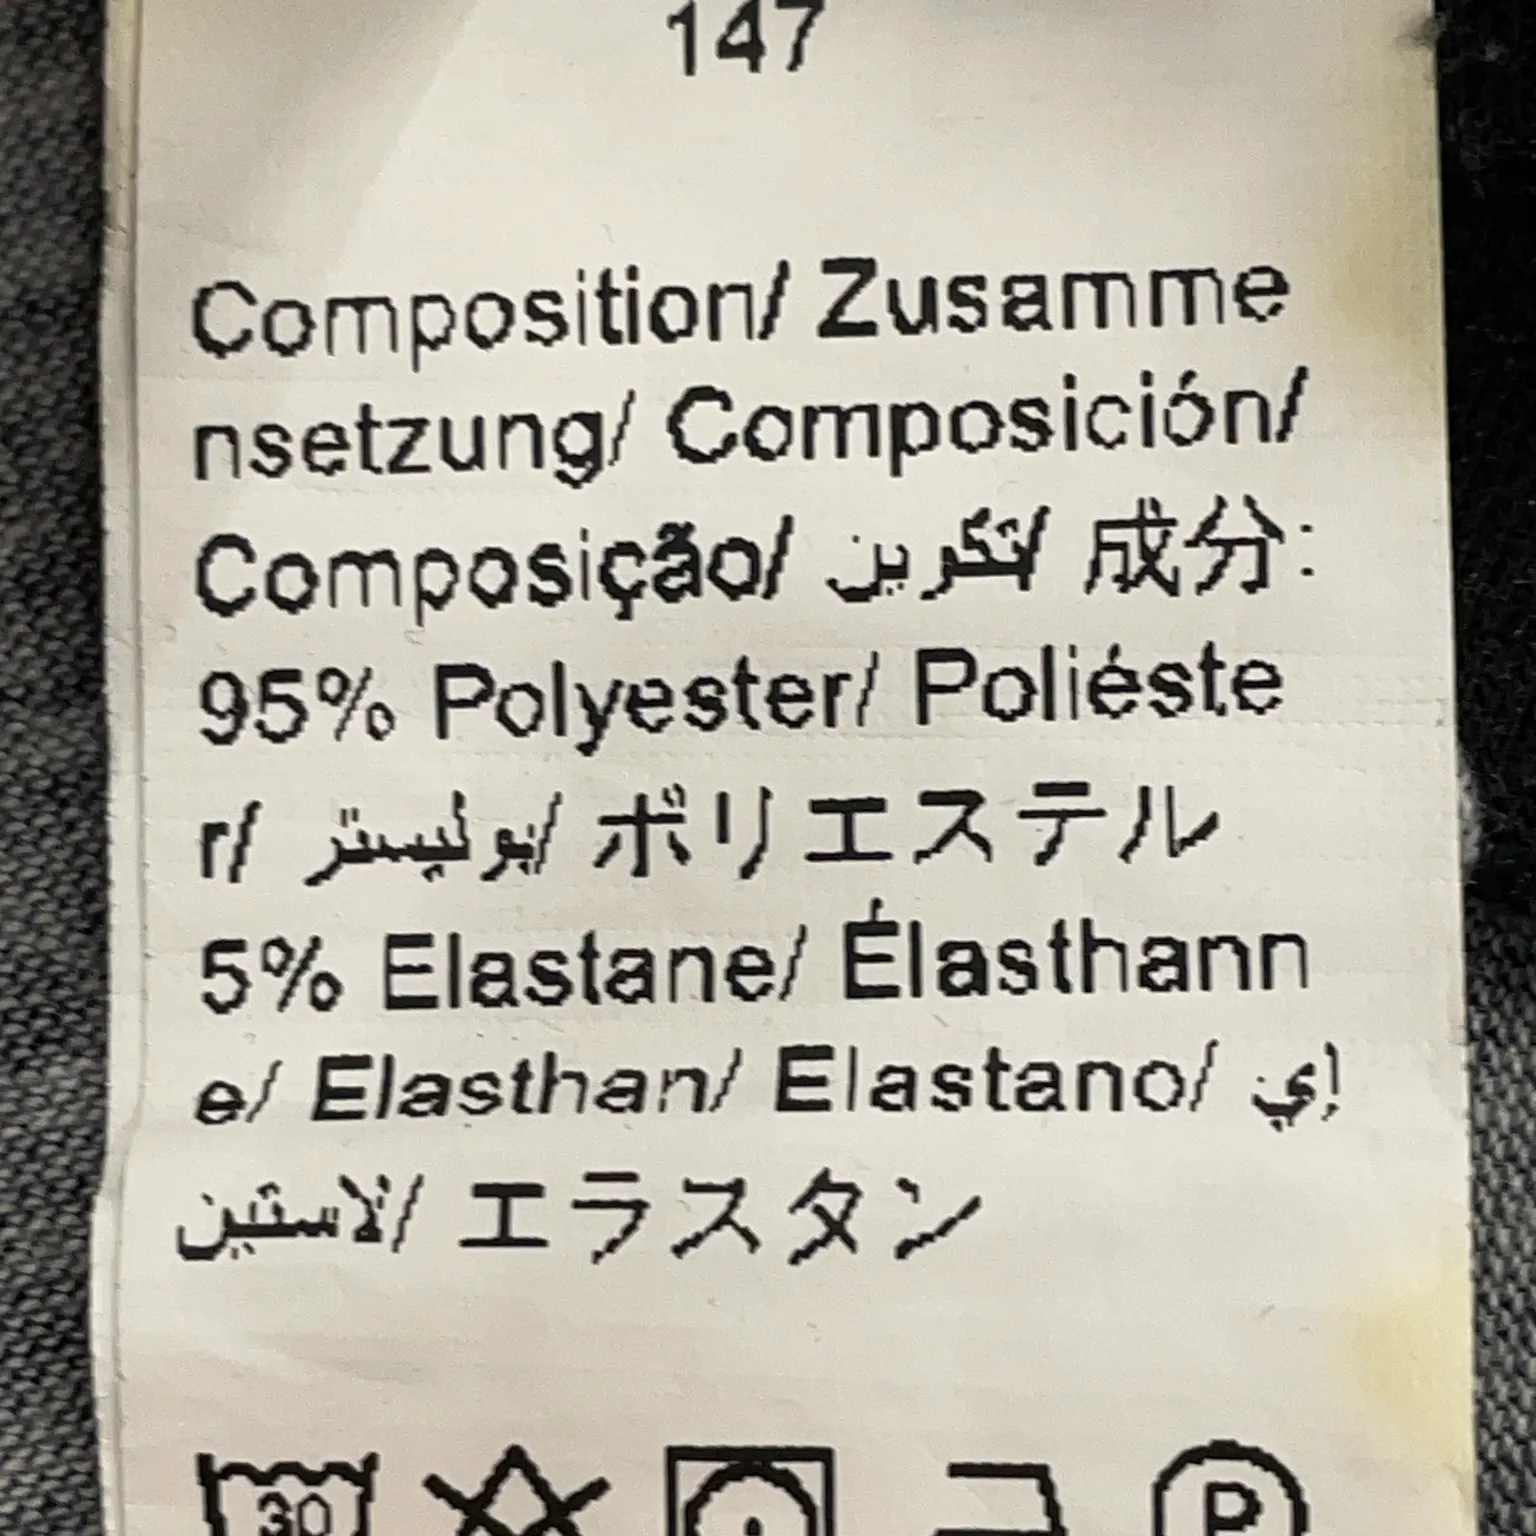 147
Composition/ Zusamme
nsetzung/ Composición/
Composição/ تكوين/ 成分:
95% Polyester/ Poliéste
r/ بوليستر/ ポリエステル
5% Elastane/ Élasthann
e/ Elasthan/ Elastano/ إي
لاستين/ エラスタン
30
P